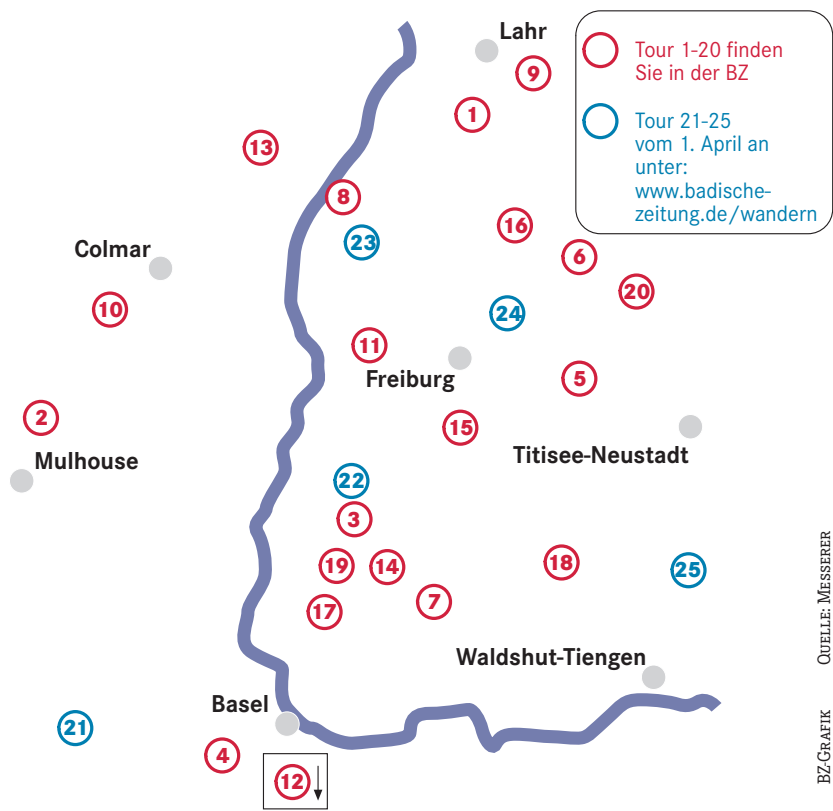 Lahr
Tour 1-20 finden
Sie in der BZ
9
1
Tour 21-25
vom 1. April an
unter:
www.badische-
zeitung.de/wandern
13
8
16
23
Colmar
6
20
10
24
11
Freiburg
5
2
15
Mulhouse
Titisee-Neustadt
22
3
19
14
18
25
7
17
Waldshut-Tiengen
Basel
21
4
12
BZ-GRAFIK QUELLE: MESSERER